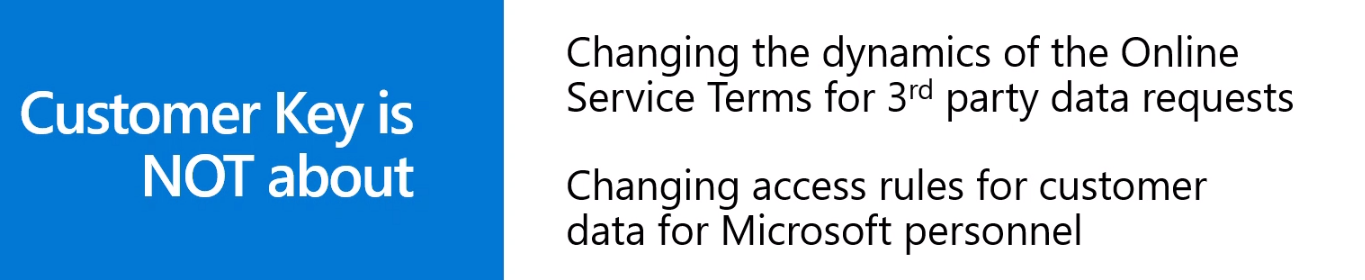 Customer Key is
NOT about
Changing the dynamics of the Online
Service Terms for 3rd party data requests
Changing access rules for customer
data for Microsoft personnel